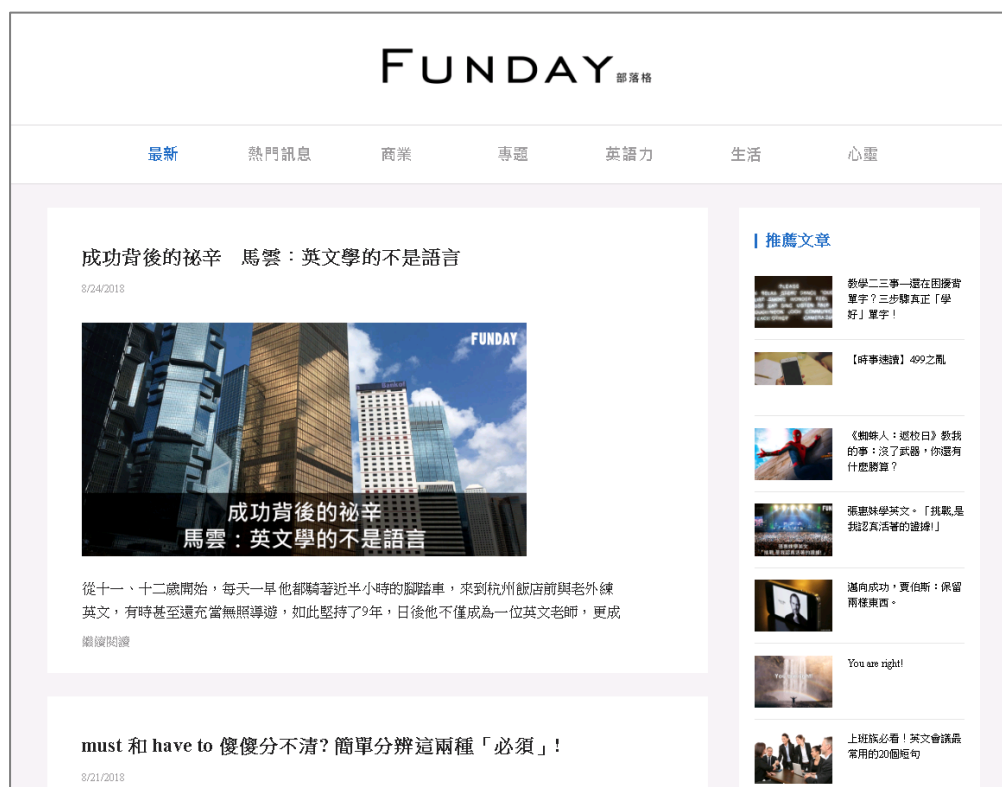 FUNDAY 部落格
最新 熱門訊息 商業 專題 英語力 生活 心靈
成功背後的祕辛　馬雲：英文學的不是語言
8/24/2018
FUNDAY
Bank of
成功背後的祕辛
馬雲：英文學的不是語言
從十一、十二歲開始，每天一早他都騎著近半小時的腳踏車，來到杭州飯店前與老外練
英文，有時甚至還充當無照導遊，如此堅持了9年，日後他不僅成為一位英文老師，更成
繼續閱讀
must 和 have to 傻傻分不清? 簡單分辨這兩種「必須」!
8/21/2018
推薦文章
教學二三事—還在困擾背
單字？三步驟真正「學
好」單字！
【時事速讀】499之亂
《蜘蛛人：返校日》教我
的事：沒了武器，你還有
什麼勝算？
張惠妹學英文。「挑戰,是
我認真活著的證據!」
邁向成功，賈伯斯：保留
兩樣東西。
You are right!
上班族必看！英文會議最
常用的20個短句